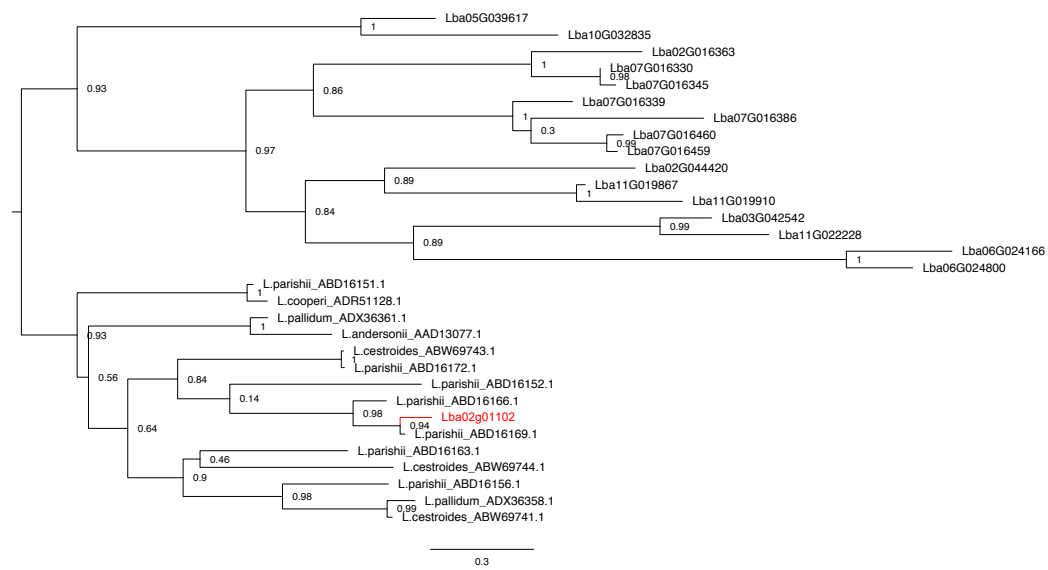 Lba05G039617
1
Lba10G032835
Lba02G016363
1
Lba07G016330
0.98
Lba07G016345
0.93
0.86
Lba07G016339
1
Lba07G016386
0.3
Lba07G016460
0.99
Lba07G016459
0.97
Lba02G044420
0.89
Lba11G019867
1
Lba11G019910
0.84
Lba03G042542
0.99
Lba11G022228
0.89
Lba06G024166
1
Lba06G024800
L.parishii_ABD16151.1
1
L.cooperi_ADR51128.1
L.pallidum_ADX36361.1
1
L.andersonii_AAD13077.1
0.93
L.cestroides_ABW69743.1
1
L.parishii_ABD16172.1
0.56
0.84
L.parishii_ABD16152.1
0.14
L.parishii_ABD16166.1
0.98
Lba02g01102
0.94
L.parishii_ABD16169.1
0.64
L.parishii_ABD16163.1
0.46
L.cestroides_ABW69744.1
0.9
L.parishii_ABD16156.1
0.98
L.pallidum_ADX36358.1
0.99
L.cestroides_ABW69741.1
0.3